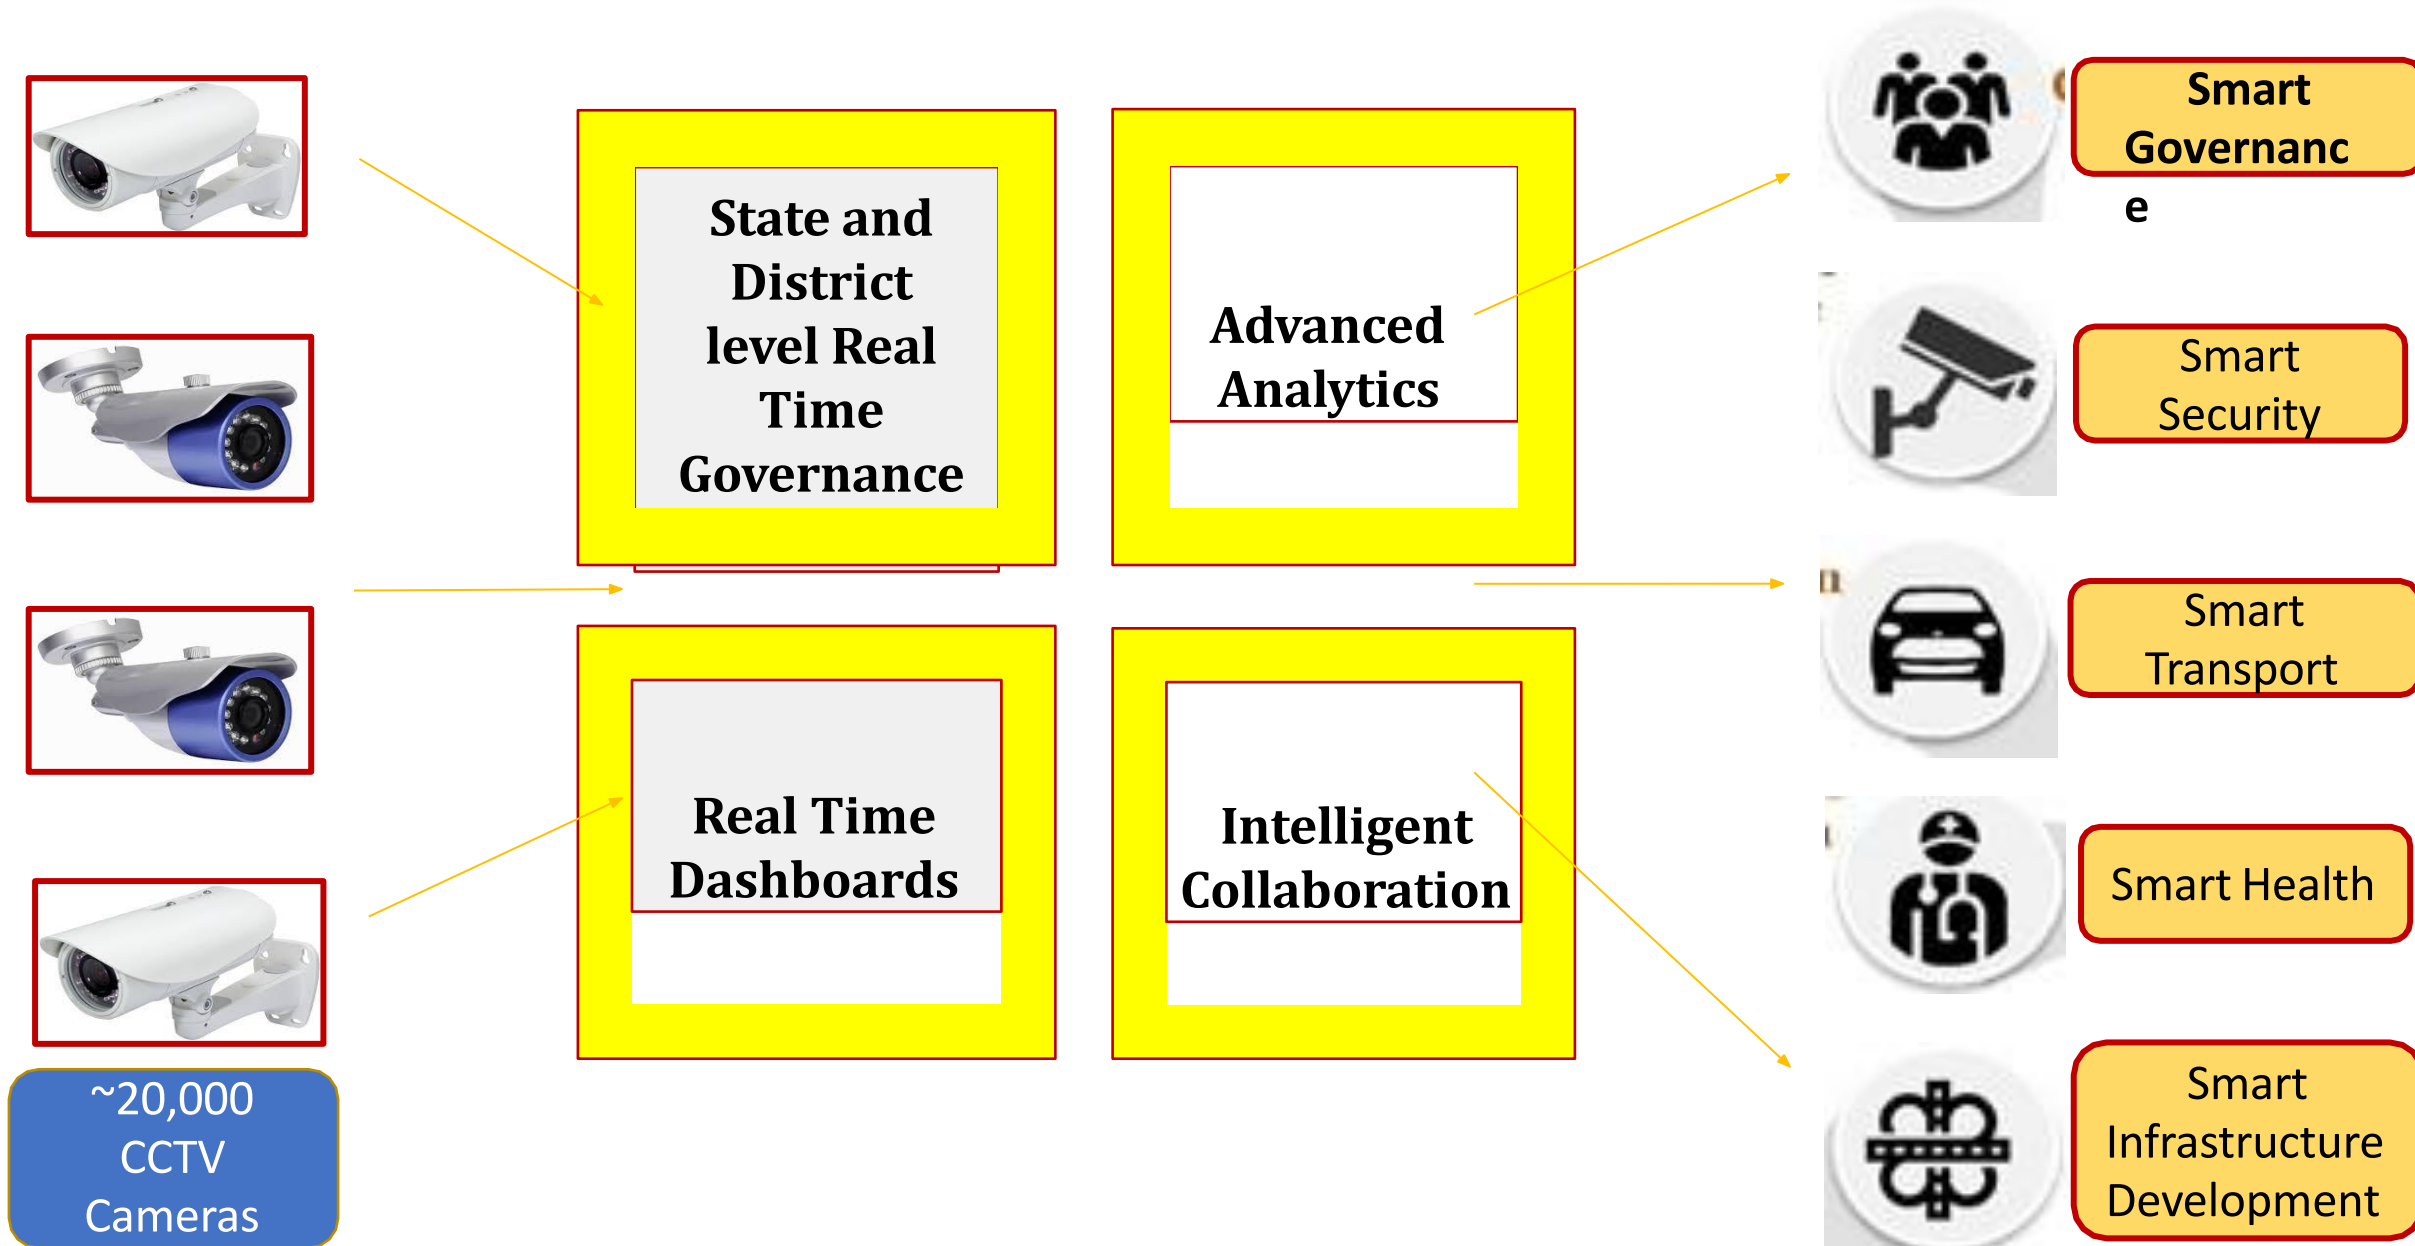 ~20,000
CCTV
Cameras
State and
District
level Real
Time
Governance
Advanced
Analytics
Real Time
Dashboards
Intelligent
Collaboration
Smart
Governanc
e
Smart
Security
n
Smart
Transport
Smart Health
Smart
Infrastructure
Development